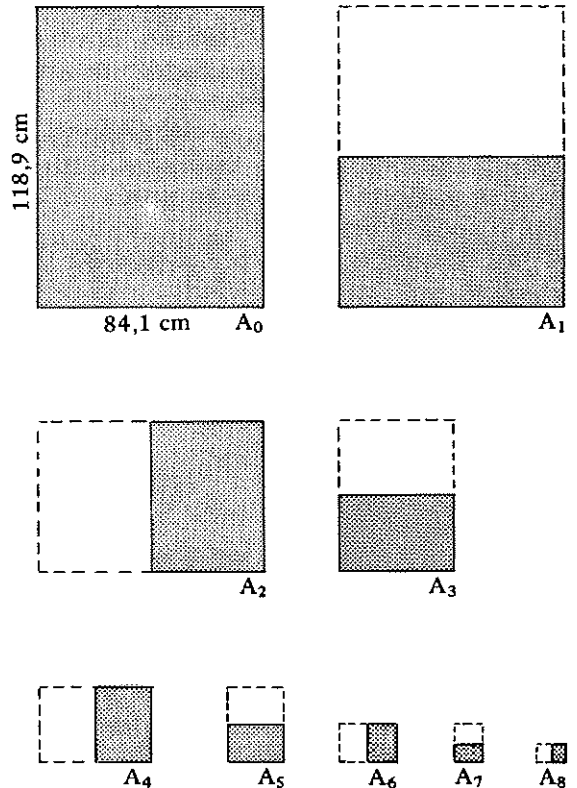 118,9 cm
84,1 cm
A₀
A₁
A₂
A₃
A₄
A₅
A₆
A₇
A₈